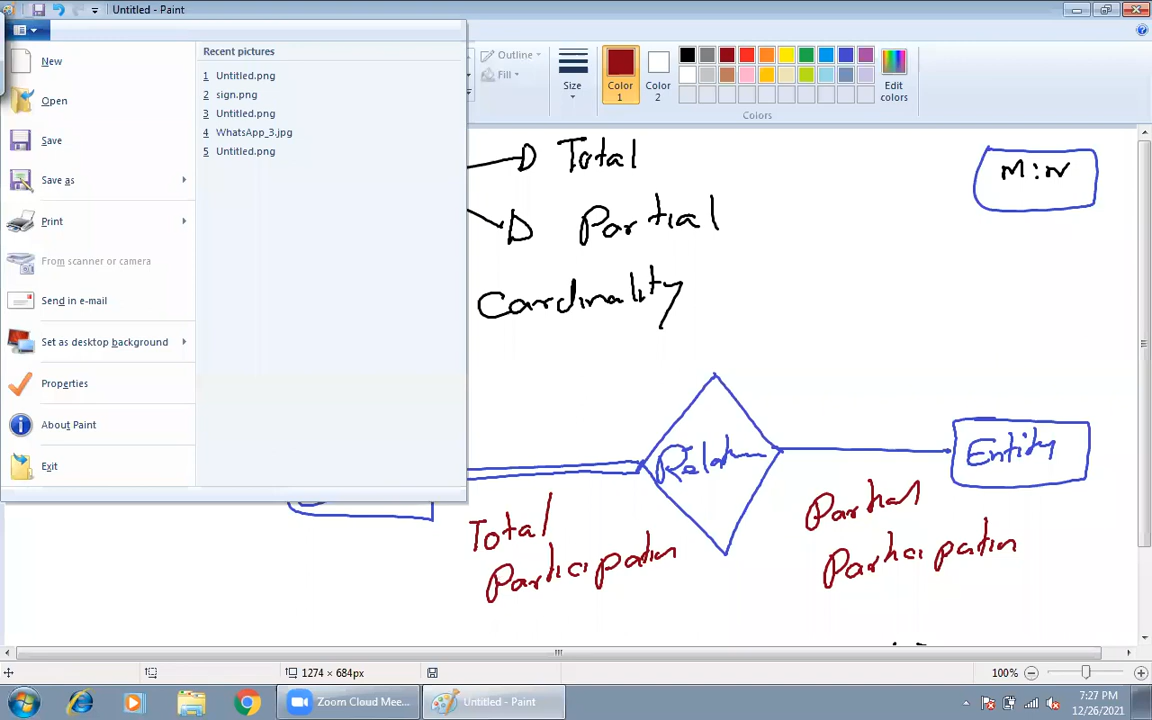 Untitled - Paint
New
Open
Save
Save as
Print
From scanner or camera
Send in e-mail
Set as desktop background
Properties
About Paint
Exit
Recent pictures
1 Untitled.png
2 sign.png
3 Untitled.png
4 WhatsApp_3.jpg
5 Untitled.png
Outline
Fill
Size
Color 1
Color 2
Edit colors
Colors
Total
Partial
Cardinality
M:N
Relation
Entity
Total
Participation
Partial
Participation
1274 × 684px
100%
Zoom Cloud Mee...
Untitled - Paint
7:27 PM
12/26/2021